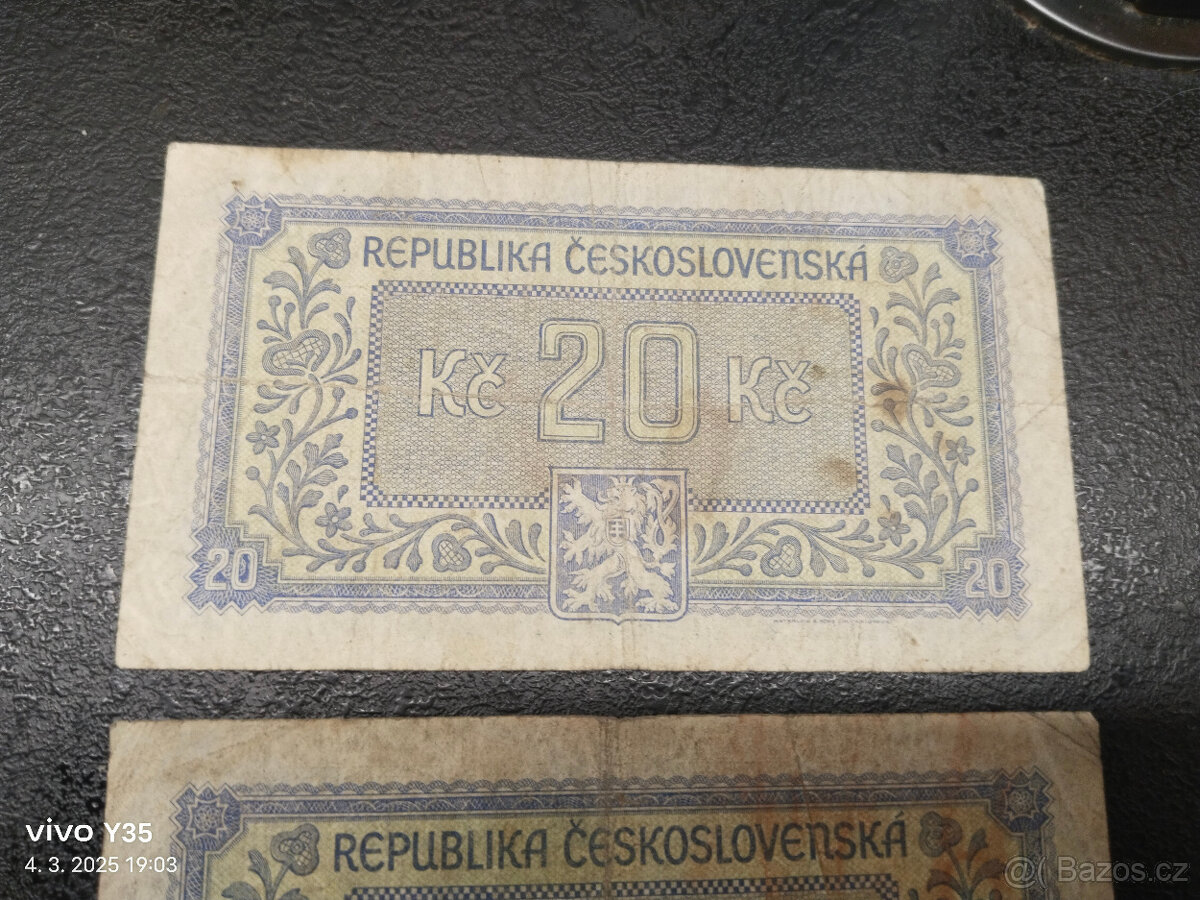 REPUBLIKA ČESKOSLOVENSKÁ
Kč 20 Kč
20 20
REPUBLIKA ČESKOSLOVENSKÁ
vivo Y35
4. 3. 2025 19:03
@ Bazos.cz